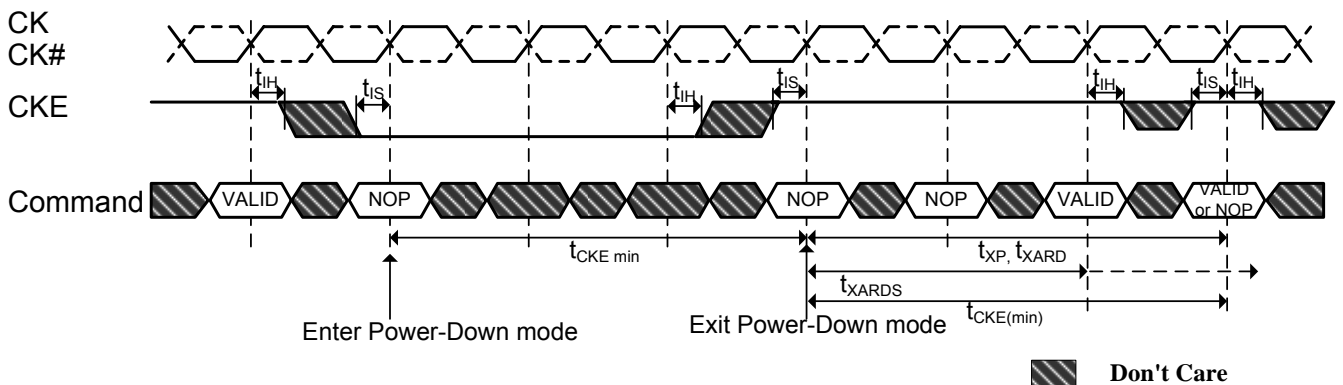 CK
CK#
tIH
tIS
tIH
tIS
tIH
tIS
tIH
CKE
Command
VALID
NOP
NOP
NOP
VALID
VALID
or NOP
tCKE min
tXP, tXARD
tXARDS
tCKE(min)
Enter Power-Down mode
Exit Power-Down mode
Don't Care